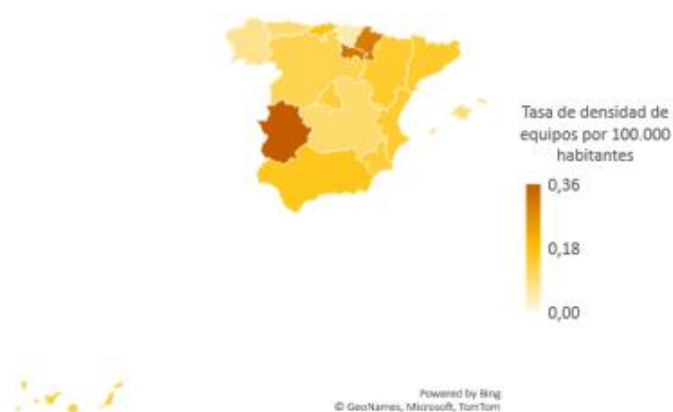 Tasa de densidad de
equipos por 100.000
habitantes
0,36
0,18
0,00
Powered by Bing
© GeoNames, Microsoft, TomTom